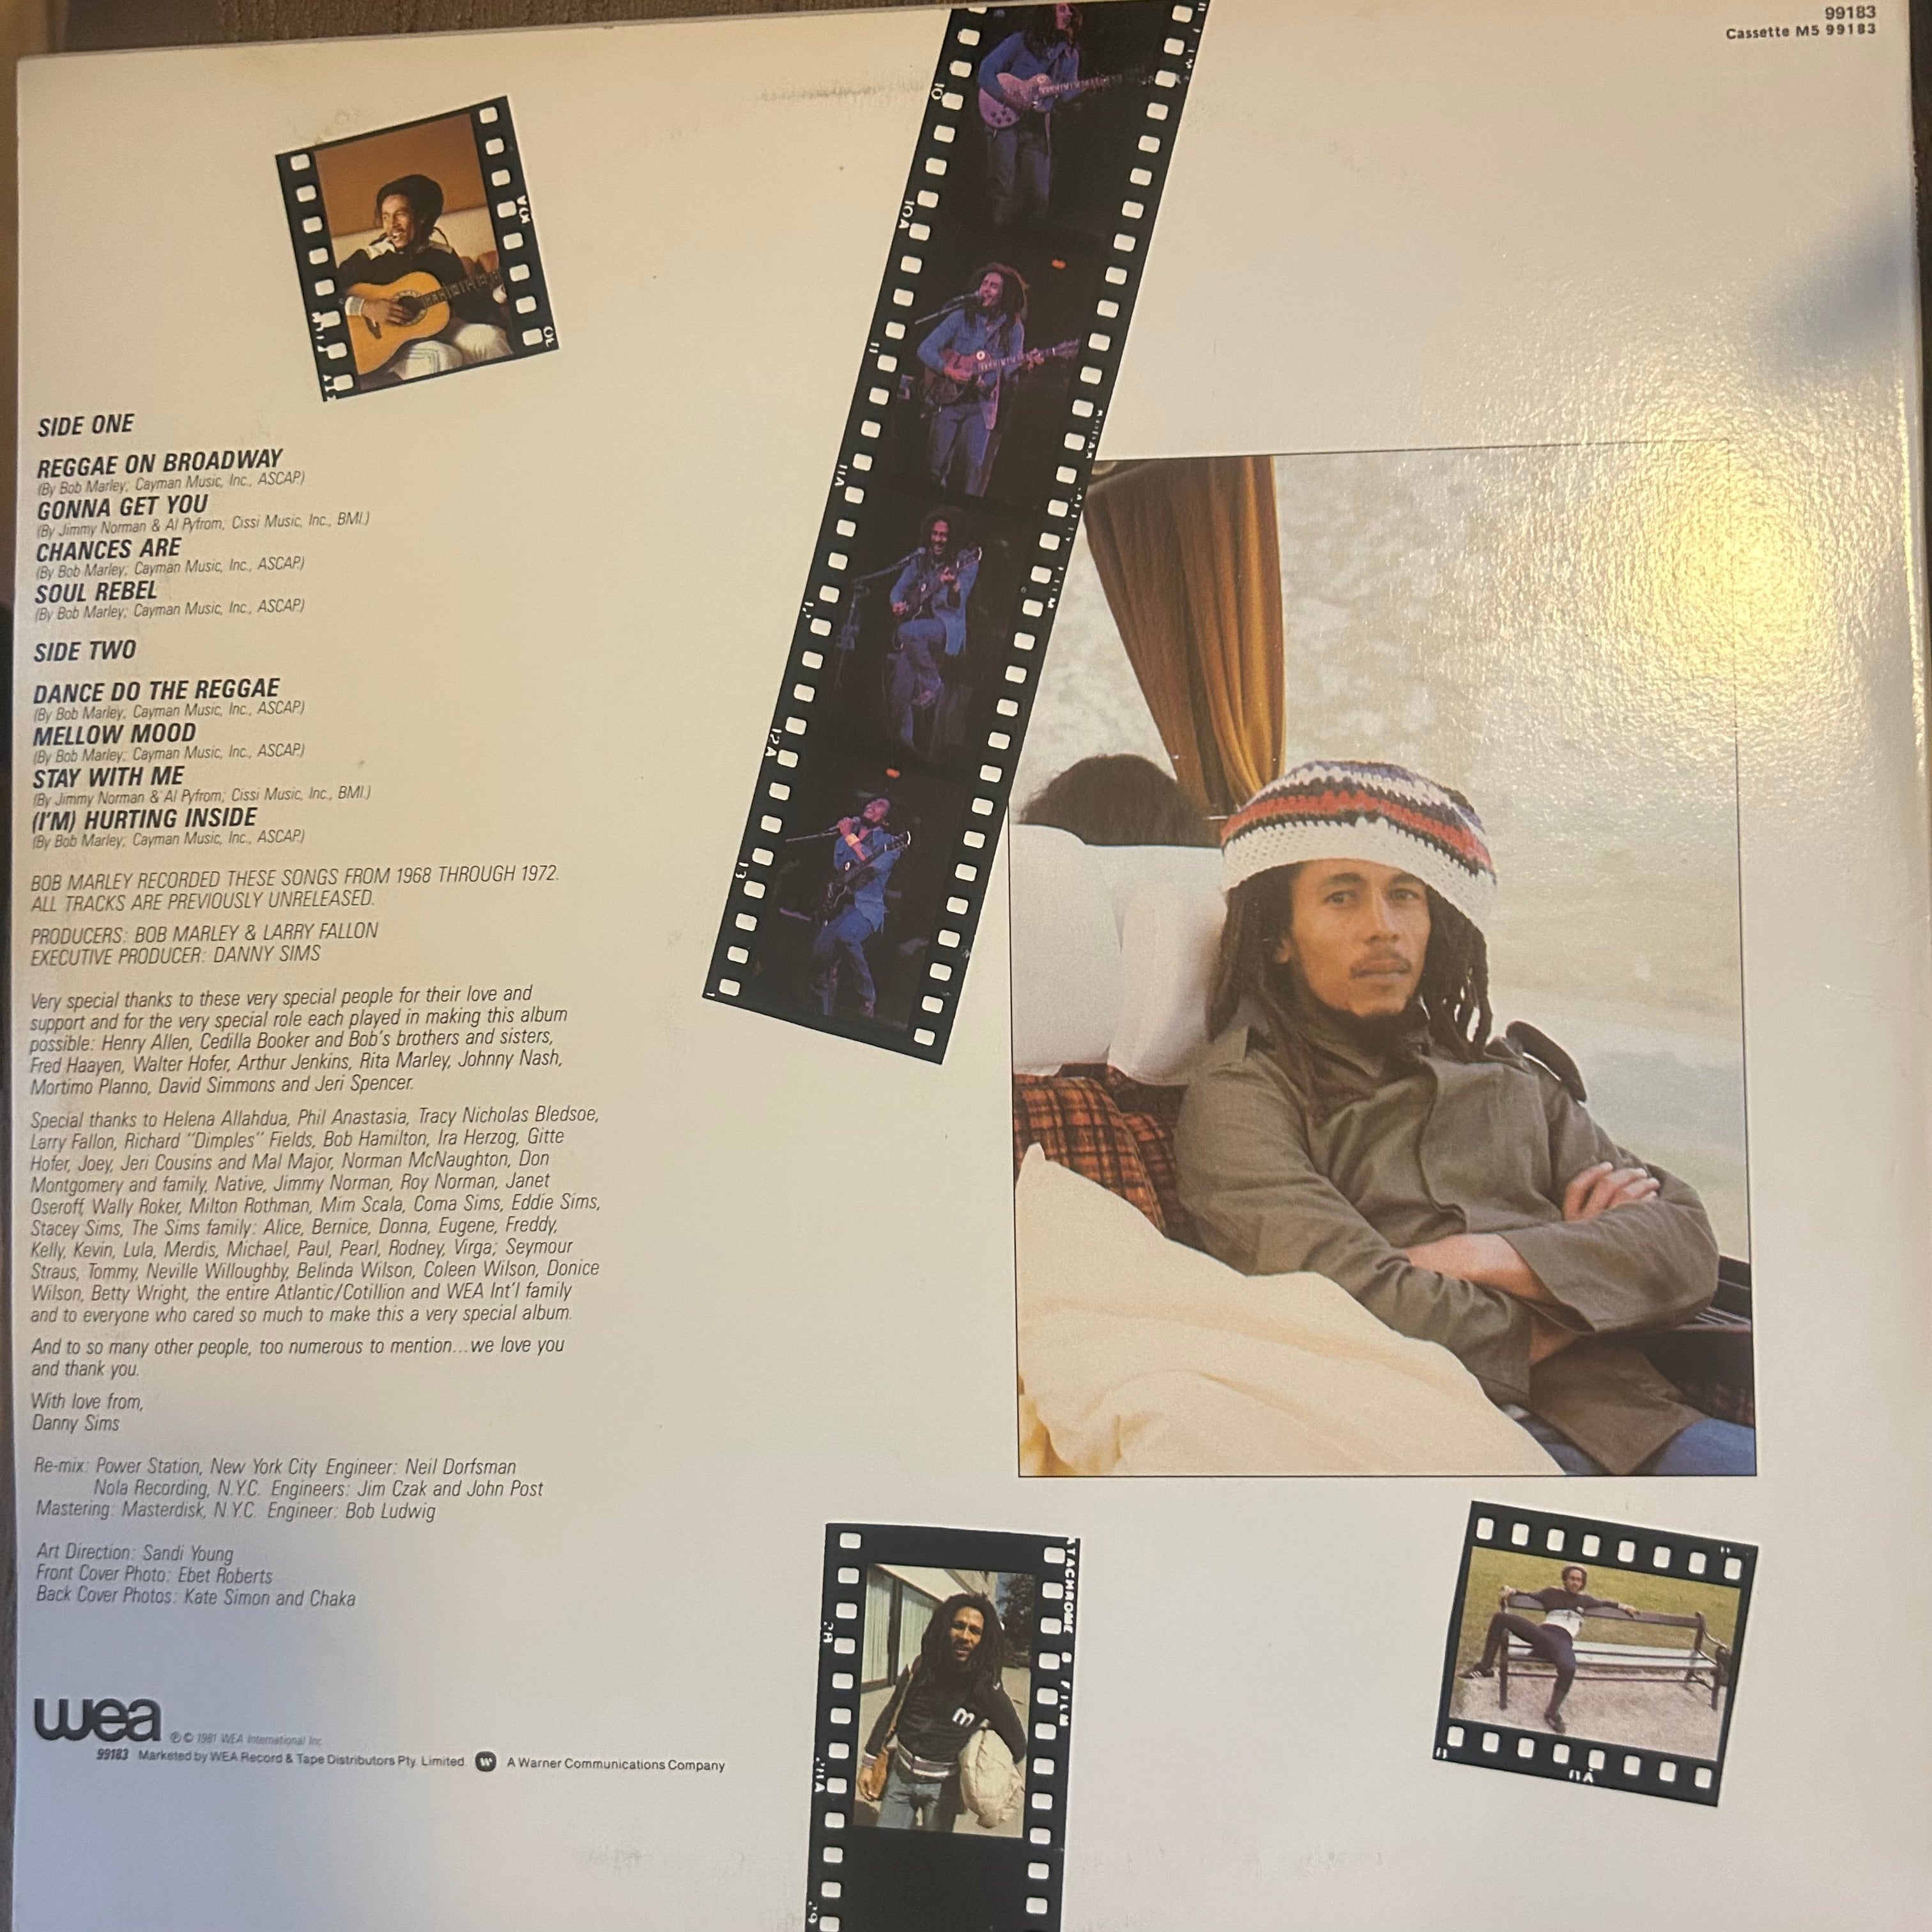 99183
Cassette M5 99183
SIDE ONE
REGGAE ON BROADWAY
(By Bob Marley; Cayman Music, Inc., ASCAP.)
GONNA GET YOU
(By Jimmy Norman & Al Pyfrom; Cissi Music, Inc., BMI.)
CHANCES ARE
(By Bob Marley; Cayman Music, Inc., ASCAP.)
SOUL REBEL
(By Bob Marley; Cayman Music, Inc., ASCAP.)
SIDE TWO
DANCE DO THE REGGAE
(By Bob Marley; Cayman Music, Inc., ASCAP.)
MELLOW MOOD
(By Bob Marley; Cayman Music, Inc., ASCAP.)
STAY WITH ME
(By Jimmy Norman & Al Pyfrom; Cissi Music, Inc., BMI.)
(I'M) HURTING INSIDE
(By Bob Marley; Cayman Music, Inc., ASCAP.)
BOB MARLEY RECORDED THESE SONGS FROM 1968 THROUGH 1972.
ALL TRACKS ARE PREVIOUSLY UNRELEASED.
PRODUCERS: BOB MARLEY & LARRY FALLON
EXECUTIVE PRODUCER: DANNY SIMS
Very special thanks to these very special people for their love and
support and for the very special role each played in making this album
possible: Henry Allen, Cedilla Booker and Bob's brothers and sisters,
Fred Haayen, Walter Hofer, Arthur Jenkins, Rita Marley, Johnny Nash,
Mortimo Planno, David Simmons and Jeri Spencer.
Special thanks to Helena Allahdua, Phil Anastasia, Tracy Nicholas Bledsoe,
Larry Fallon, Richard "Dimples" Fields, Bob Hamilton, Ira Herzog, Gitte
Hofer, Joey, Jeri Cousins and Mal Major, Norman McNaughton, Don
Montgomery and family, Native, Jimmy Norman, Roy Norman, Janet
Oseroff, Wally Roker, Milton Rothman, Mim Scala, Coma Sims, Eddie Sims,
Stacey Sims, The Sims family: Alice, Bernice, Donna, Eugene, Freddy,
Kelly, Kevin, Lula, Merdis, Michael, Paul, Pearl, Rodney, Virga; Seymour
Straus, Tommy, Neville Willoughby, Belinda Wilson, Coleen Wilson, Donice
Wilson, Betty Wright, the entire Atlantic/Cotillion and WEA Int'l family
and to everyone who cared so much to make this a very special album.
And to so many other people, too numerous to mention...we love you
and thank you.
With love from,
Danny Sims
Re-mix: Power Station, New York City Engineer: Neil Dorfsman
Nola Recording, N.Y.C. Engineers: Jim Czak and John Post
Mastering: Masterdisk, N.Y.C. Engineer: Bob Ludwig
Art Direction: Sandi Young
Front Cover Photo: Ebet Roberts
Back Cover Photos: Kate Simon and Chaka
wea ℗ © 1981 WEA International Inc.
99183 Marketed by WEA Record & Tape Distributors Pty. Limited. A Warner Communications Company
10
10A
11
11A
12A
13